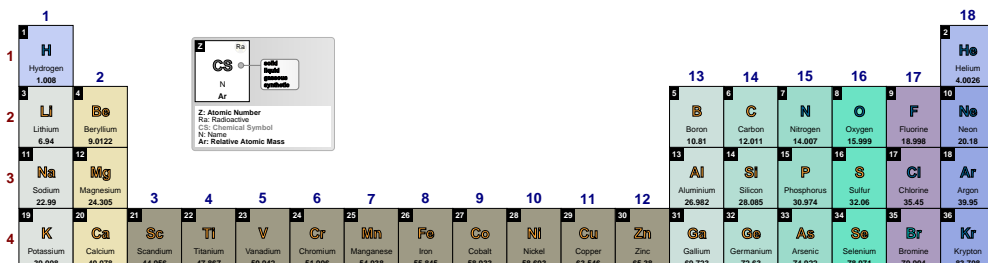 1 18
1 H Hydrogen 1.008
2 He Helium 4.0026
Z Ra
CS solid liquid gaseous synthetic
N
Ar
Z: Atomic Number
Ra: Radioactive
CS: Chemical Symbol
N: Name
Ar: Relative Atomic Mass
1
2 13 14 15 16 17
3 4 5 6 7 8 9 10
2 Li Be B C N O F Ne
Lithium Beryllium Boron Carbon Nitrogen Oxygen Fluorine Neon
6.94 9.0122 10.81 12.011 14.007 15.999 18.998 20.18
11 12 13 14 15 16 17 18
3 Na Mg Al Si P S Cl Ar
Sodium Magnesium Aluminium Silicon Phosphorus Sulfur Chlorine Argon
22.99 24.305 26.982 28.085 30.974 32.06 35.45 39.95
3 4 5 6 7 8 9 10 11 12
19 20 21 22 23 24 25 26 27 28 29 30 31 32 33 34 35 36
4 K Ca Sc Ti V Cr Mn Fe Co Ni Cu Zn Ga Ge As Se Br Kr
Potassium Calcium Scandium Titanium Vanadium Chromium Manganese Iron Cobalt Nickel Copper Zinc Gallium Germanium Arsenic Selenium Bromine Krypton